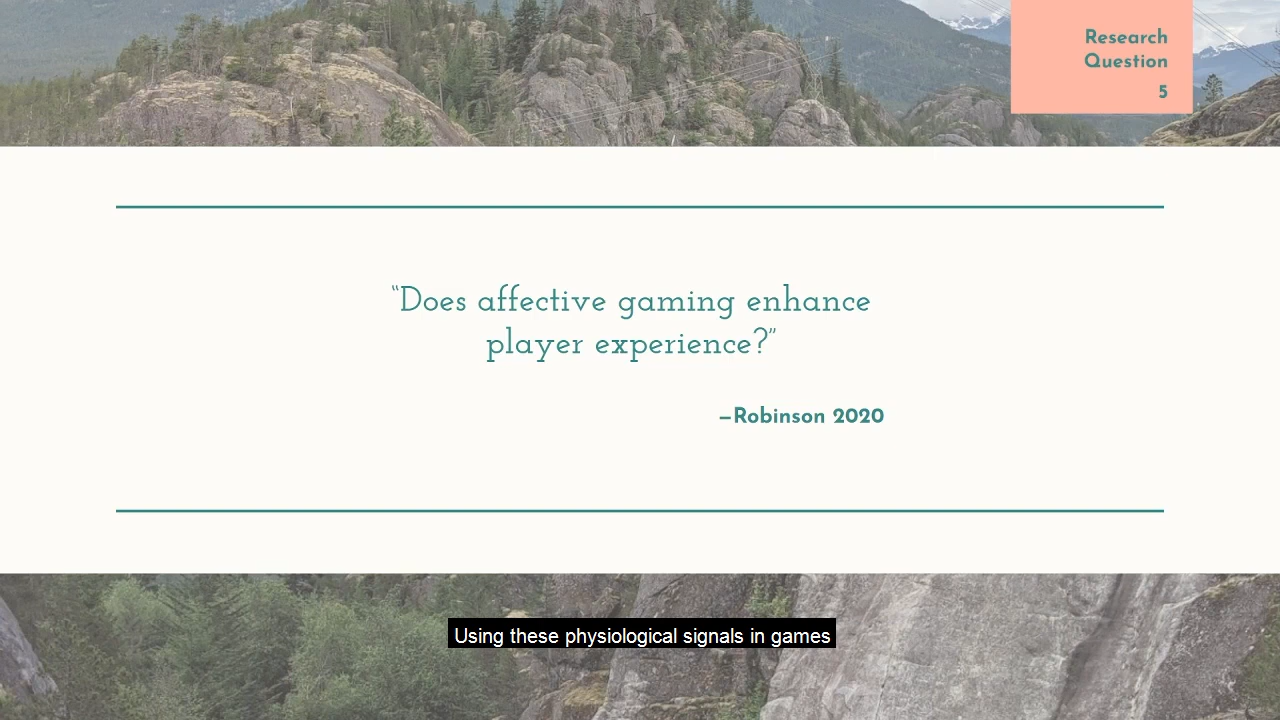 Research
Question
5
“Does affective gaming enhance
player experience?”
—Robinson 2020
Using these physiological signals in games